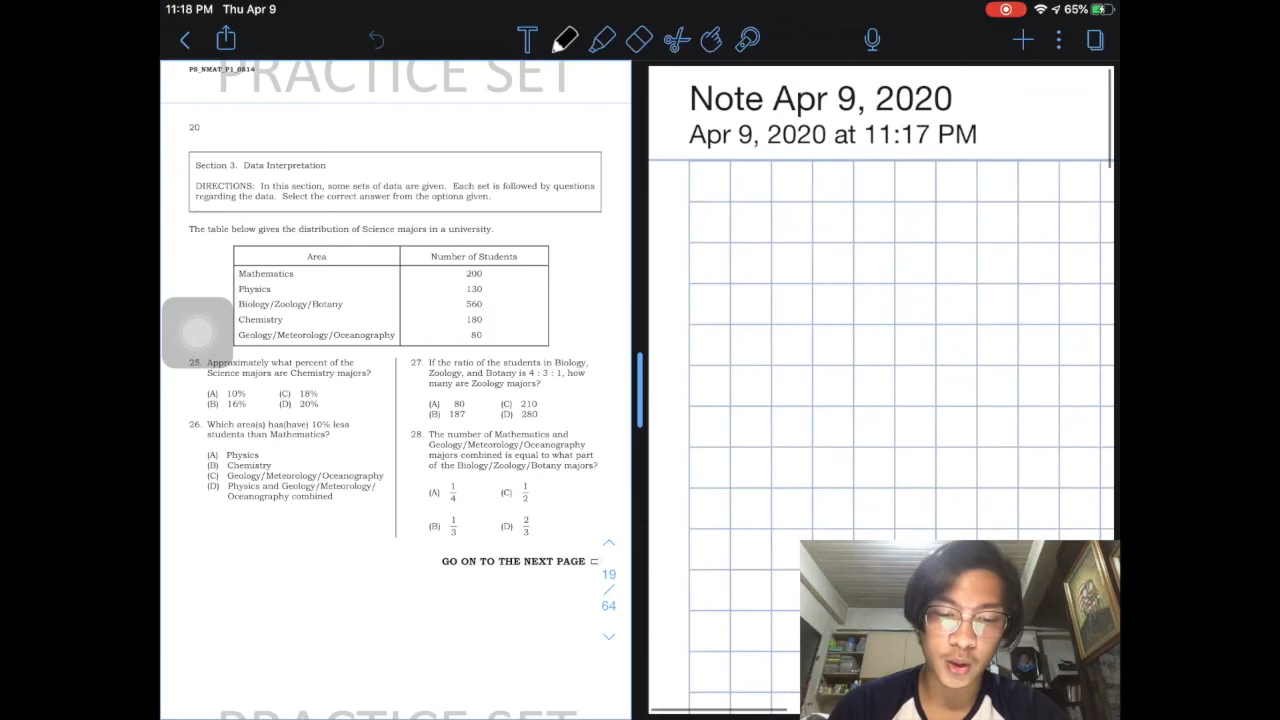 11:18 PM Thu Apr 9
65%
PRACTICE SET
PS_NMAT_P1_0814
20
Section 3. Data Interpretation
DIRECTIONS: In this section, some sets of data are given. Each set is followed by questions
regarding the data. Select the correct answer from the options given.
The table below gives the distribution of Science majors in a university.
Area Number of Students
Mathematics 200
Physics 130
Biology/Zoology/Botany 560
Chemistry 180
Geology/Meteorology/Oceanography 80
25. Approximately what percent of the
Science majors are Chemistry majors?
(A) 10% (C) 18%
(B) 16% (D) 20%
26. Which area(s) has(have) 10% less
students than Mathematics?
(A) Physics
(B) Chemistry
(C) Geology/Meteorology/Oceanography
(D) Physics and Geology/Meteorology/
Oceanography combined
27. If the ratio of the students in Biology,
Zoology, and Botany is 4 : 3 : 1, how
many are Zoology majors?
(A) 80 (C) 210
(B) 187 (D) 280
28. The number of Mathematics and
Geology/Meteorology/Oceanography
majors combined is equal to what part
of the Biology/Zoology/Botany majors?
(A) 1/4 (C) 1/2
(B) 1/3 (D) 2/3
GO ON TO THE NEXT PAGE
19
/
64
PRACTICE SET
T
Note Apr 9, 2020
Apr 9, 2020 at 11:17 PM